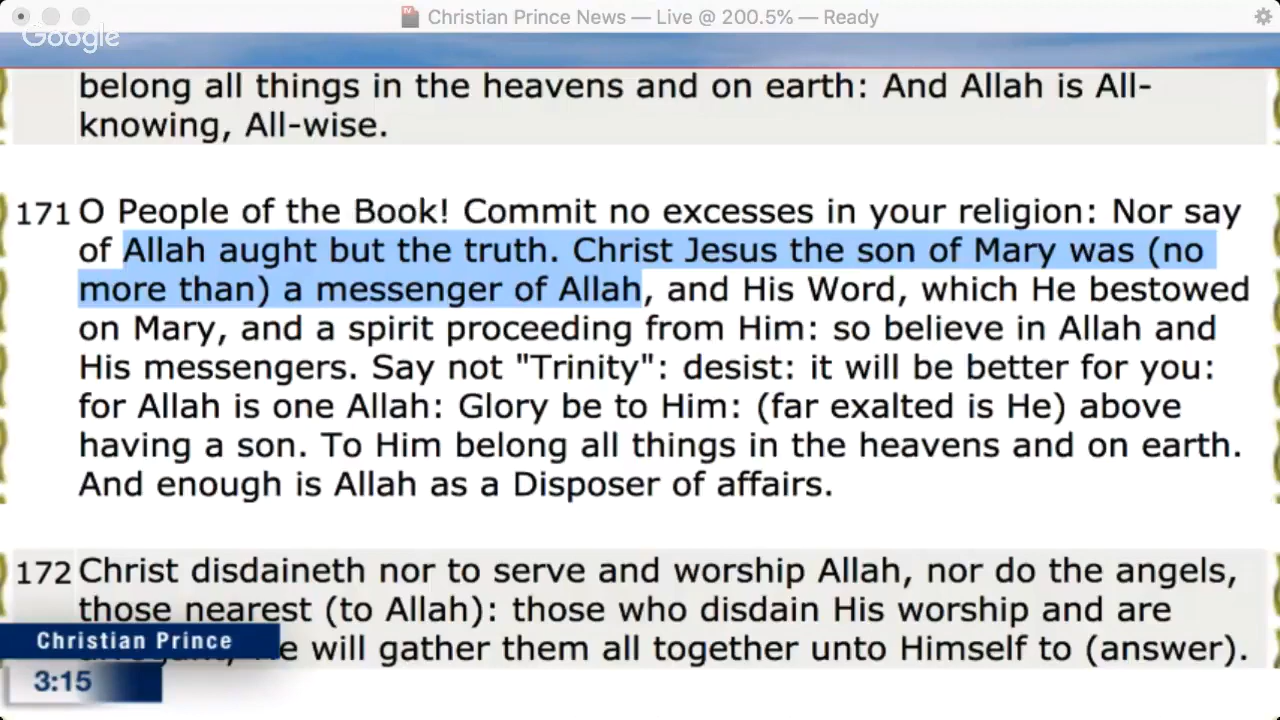 Christian Prince News — Live @ 200.5% — Ready
Google
belong all things in the heavens and on earth: And Allah is All-
knowing, All-wise.
171 O People of the Book! Commit no excesses in your religion: Nor say
of Allah aught but the truth. Christ Jesus the son of Mary was (no
more than) a messenger of Allah, and His Word, which He bestowed
on Mary, and a spirit proceeding from Him: so believe in Allah and
His messengers. Say not "Trinity": desist: it will be better for you:
for Allah is one Allah: Glory be to Him: (far exalted is He) above
having a son. To Him belong all things in the heavens and on earth.
And enough is Allah as a Disposer of affairs.
172 Christ disdaineth nor to serve and worship Allah, nor do the angels,
those nearest (to Allah): those who disdain His worship and are
will gather them all together unto Himself to (answer).
Christian Prince
3:15